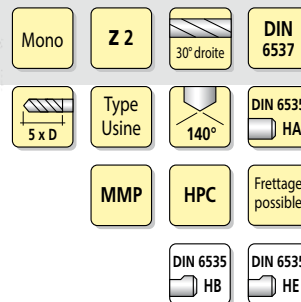 Mono
Z 2
30° droite
DIN
6537
5 x D
Type
Usine
140°
DIN 6535
HA
MMP
HPC
Frettage
possible
DIN 6535
HB
DIN 6535
HE